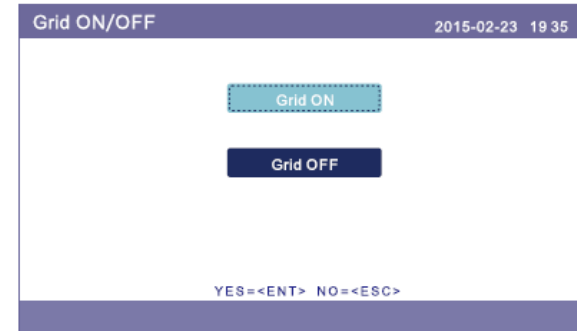 Grid ON/OFF
2015-02-23 19 35
Grid ON
Grid OFF
YES=<ENT> NO=<ESC>